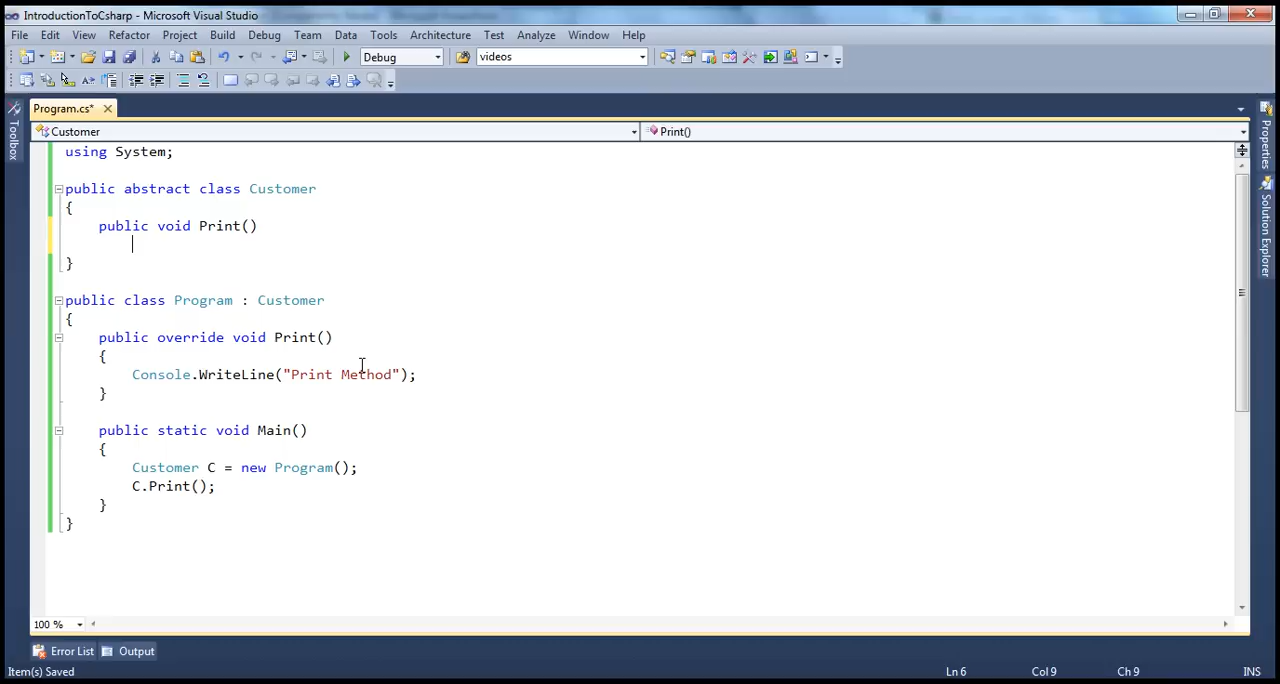 IntroductionToCsharp - Microsoft Visual Studio
File Edit View Refactor Project Build Debug Team Data Tools Architecture Test Analyze Window Help
Debug videos
Program.cs*
Customer Print()
using System;
public abstract class Customer
{
public void Print()
}
public class Program : Customer
{
public override void Print()
{
Console.WriteLine("Print Method");
}
public static void Main()
{
Customer C = new Program();
C.Print();
}
}
100 %
Error List Output
Item(s) Saved Ln 6 Col 9 Ch 9 INS
Toolbox
Properties
Solution Explorer